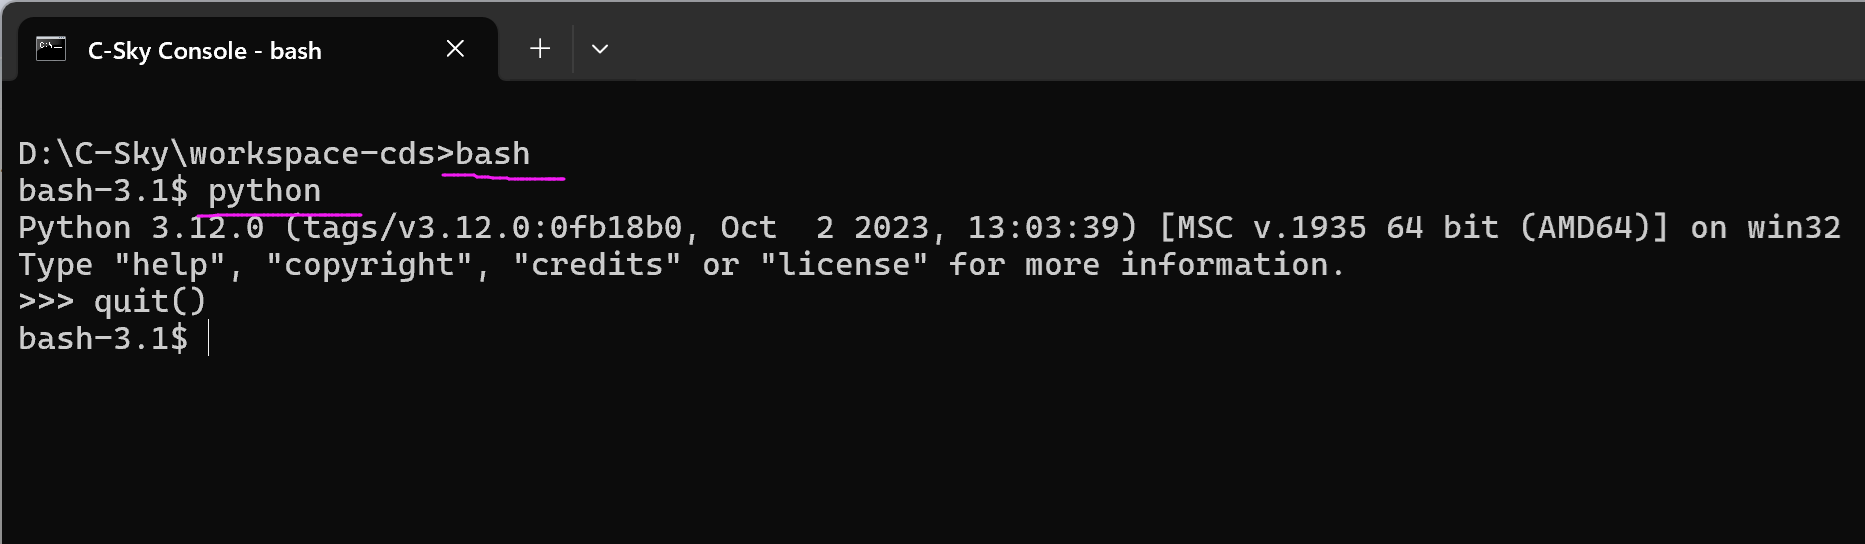 C-Sky Console - bash
D:\C-Sky\workspace-cds>bash
bash-3.1$ python
Python 3.12.0 (tags/v3.12.0:0fb18b0, Oct  2 2023, 13:03:39) [MSC v.1935 64 bit (AMD64)] on win32
Type "help", "copyright", "credits" or "license" for more information.
>>> quit()
bash-3.1$